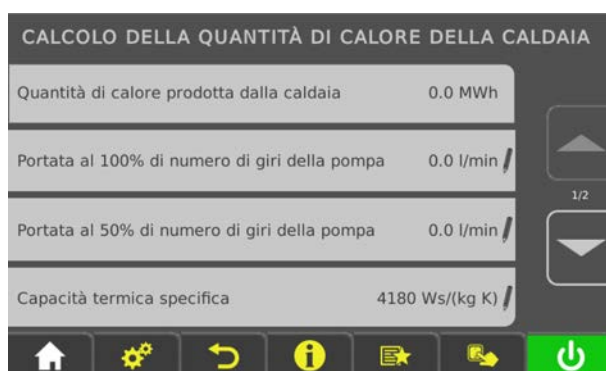 CALCOLO DELLA QUANTITÀ DI CALORE DELLA CALDAIA
Quantità di calore prodotta dalla caldaia 0.0 MWh
Portata al 100% di numero di giri della pompa 0.0 l/min
1/2
Portata al 50% di numero di giri della pompa 0.0 l/min
Capacità termica specifica 4180 Ws/(kg K)